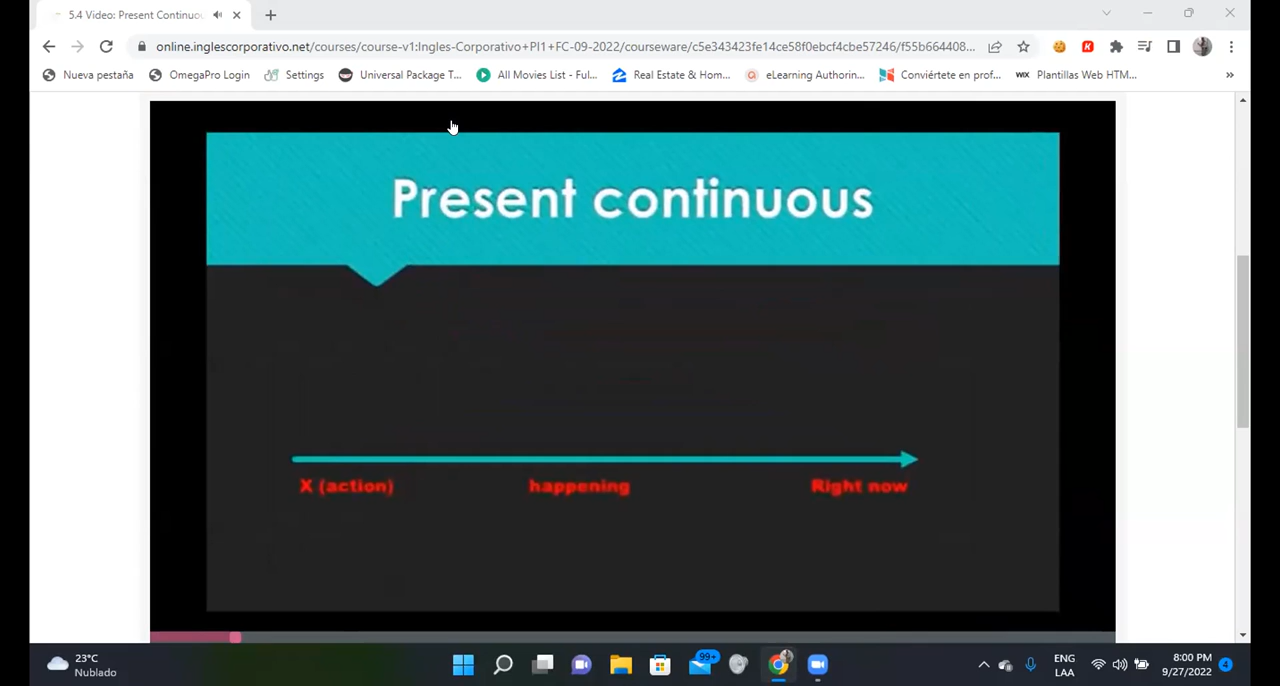 5.4 Video: Present Continuou
online.inglescorporativo.net/courses/course-v1:Ingles-Corporativo+PI1+FC-09-2022/courseware/c5e343423fe14ce58f0ebcf4cbe57246/f55b664408...
Nueva pestaña OmegaPro Login Settings Universal Package T... All Movies List - Ful... Real Estate & Hom... eLearning Authorin... Conviértete en prof... WIX Plantillas Web HTM... »
Present continuous
X (action) happening Right now
23°C
Nublado
99+
ENG
LAA
8:00 PM
9/27/2022
4